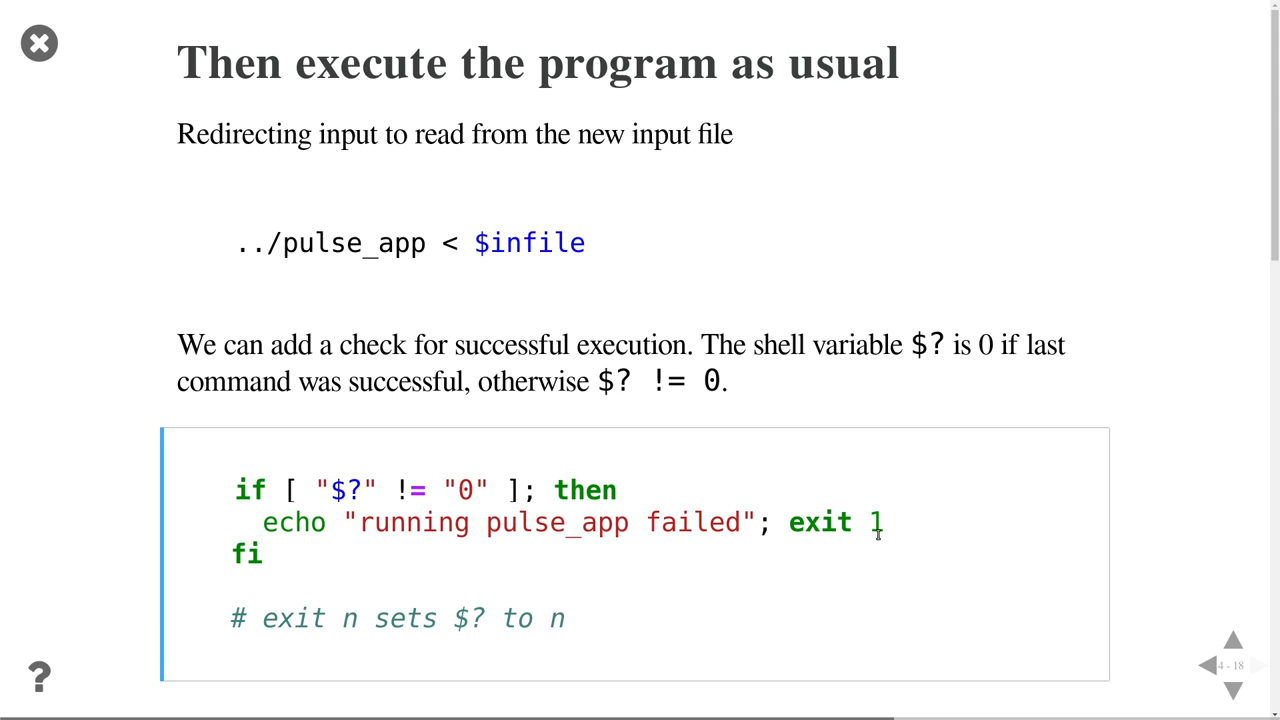 Then execute the program as usual
Redirecting input to read from the new input file
../pulse_app < $infile
We can add a check for successful execution. The shell variable $? is 0 if last
command was successful, otherwise $? != 0.
if [ "$?" != "0" ]; then
echo "running pulse_app failed"; exit 1
fi
# exit n sets $? to n
?
4 - 18